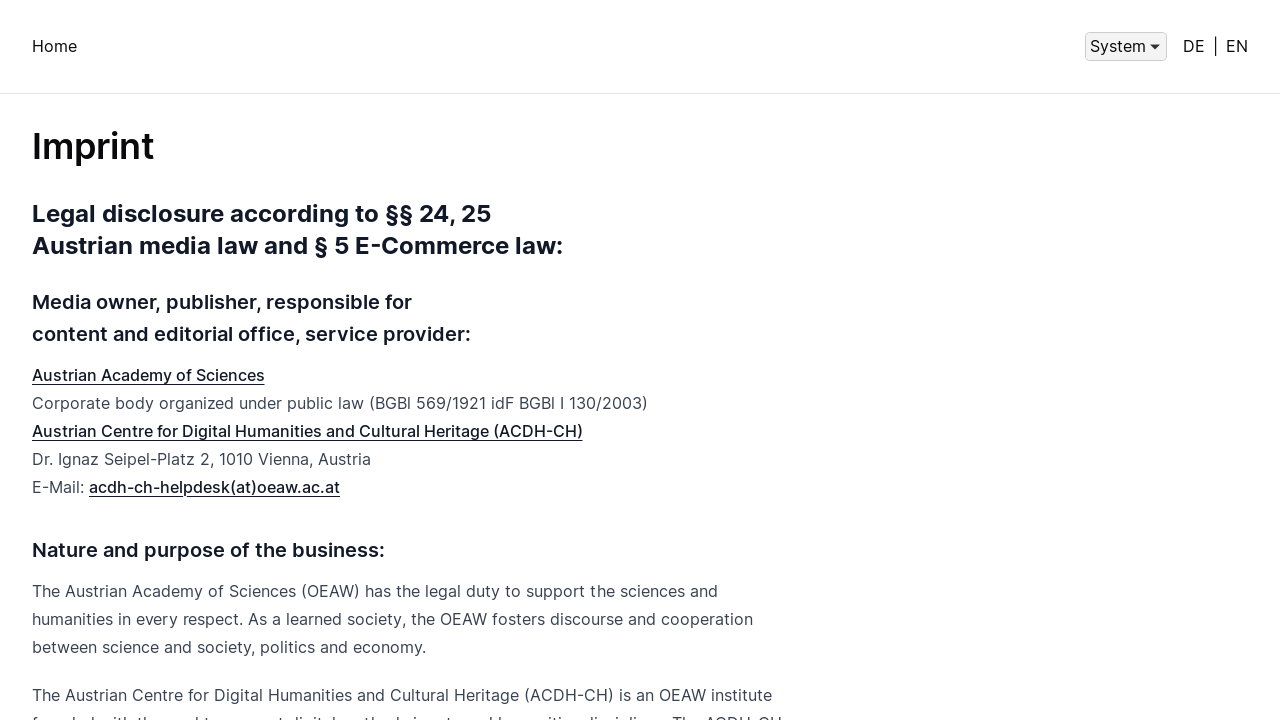 Home
System
DE | EN
Imprint
Legal disclosure according to §§ 24, 25
Austrian media law and § 5 E-Commerce law:
Media owner, publisher, responsible for
content and editorial office, service provider:
Austrian Academy of Sciences
Corporate body organized under public law (BGBl 569/1921 idF BGBl I 130/2003)
Austrian Centre for Digital Humanities and Cultural Heritage (ACDH-CH)
Dr. Ignaz Seipel-Platz 2, 1010 Vienna, Austria
E-Mail: acdh-ch-helpdesk(at)oeaw.ac.at
Nature and purpose of the business:
The Austrian Academy of Sciences (OEAW) has the legal duty to support the sciences and
humanities in every respect. As a learned society, the OEAW fosters discourse and cooperation
between science and society, politics and economy.
The Austrian Centre for Digital Humanities and Cultural Heritage (ACDH-CH) is an OEAW institute